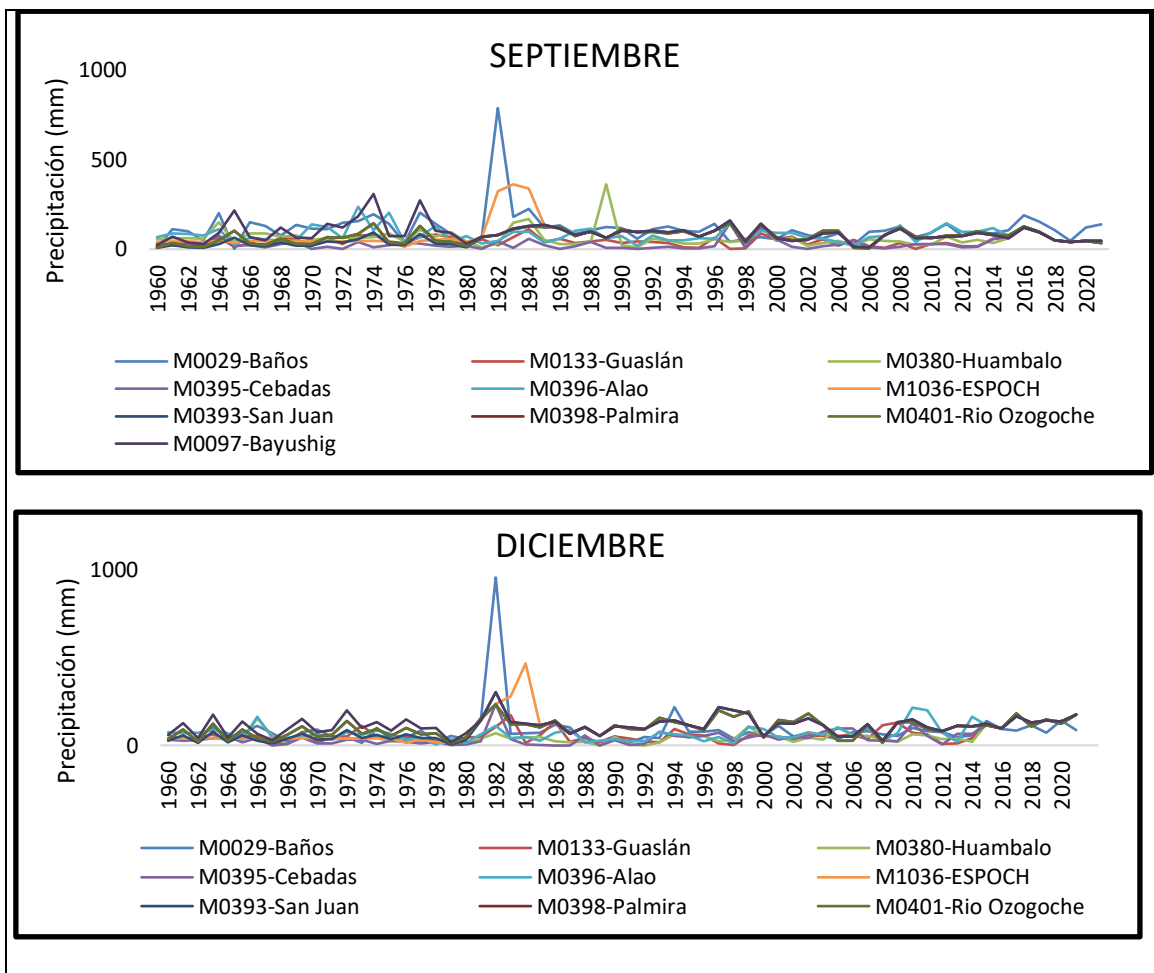 SEPTIEMBRE
Precipitación (mm)
1000
500
0
1960 1962 1964 1966 1968 1970 1972 1974 1976 1978 1980 1982 1984 1986 1988 1990 1992 1994 1996 1998 2000 2002 2004 2006 2008 2010 2012 2014 2016 2018 2020
M0029-Baños M0133-Guaslán M0380-Huambalo
M0395-Cebadas M0396-Alao M1036-ESPOCH
M0393-San Juan M0398-Palmira M0401-Rio Ozogoche
M0097-Bayushig
DICIEMBRE
Precipitación (mm)
1000
0
1960 1962 1964 1966 1968 1970 1972 1974 1976 1978 1980 1982 1984 1986 1988 1990 1992 1994 1996 1998 2000 2002 2004 2006 2008 2010 2012 2014 2016 2018 2020
M0029-Baños M0133-Guaslán M0380-Huambalo
M0395-Cebadas M0396-Alao M1036-ESPOCH
M0393-San Juan M0398-Palmira M0401-Rio Ozogoche